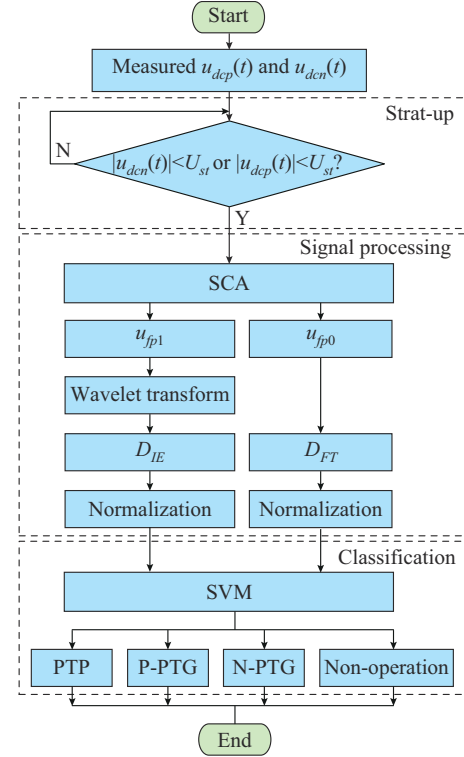 Start
Measured u_dcp(t) and u_dcn(t)
Strat-up
N
|u_dcn(t)|<U_st or |u_dcp(t)|<U_st?
Y
Signal processing
SCA
u_fp1
u_fp0
Wavelet transform
D_IE
D_FT
Normalization
Normalization
Classification
SVM
PTP
P-PTG
N-PTG
Non-operation
End